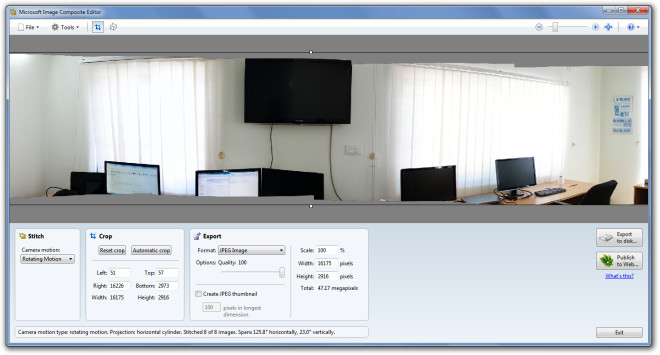 Microsoft Image Composite Editor
File Tools
Stitch
Camera motion:
Rotating Motion
Crop
Reset crop Automatic crop
Left: 51 Top: 57
Right: 16226 Bottom: 2973
Width: 16175 Height: 2916
Export
Format: JPEG Image
Options: Quality: 100
Create JPEG thumbnail
100 pixels in longest
dimension
Scale: 100 %
Width: 16175 pixels
Height: 2916 pixels
Total: 47.17 megapixels
Export
to disk...
Publish
to Web...
What's this?
Camera motion type: rotating motion. Projection: horizontal cylinder. Stitched 8 of 8 images. Spans 125.8° horizontally, 23.0° vertically.
Exit